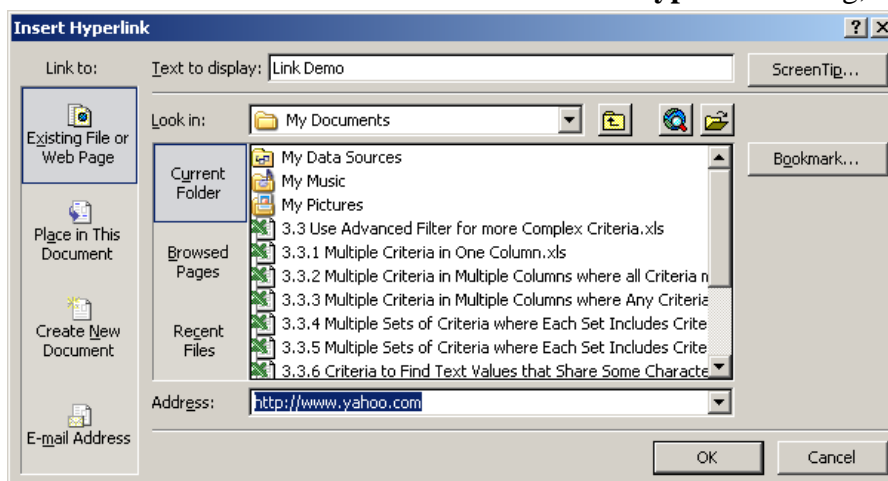 Insert Hyperlink
Link to:
Text to display: Link Demo
ScreenTip...
Existing File or
Web Page
Look in: My Documents
Bookmark...
Current
Folder
My Data Sources
My Music
My Pictures
3.3 Use Advanced Filter for more Complex Criteria.xls
3.3.1 Multiple Criteria in One Column.xls
3.3.2 Multiple Criteria in Multiple Columns where all Criteria
3.3.3 Multiple Criteria in Multiple Columns where Any Criteria
3.3.4 Multiple Sets of Criteria where Each Set Includes Crite
3.3.5 Multiple Sets of Criteria where Each Set Includes Crite
3.3.6 Criteria to Find Text Values that Share Some Characte
Place in This
Document
Browsed
Pages
Create New
Document
Recent
Files
E-mail Address
Address: http://www.yahoo.com
OK
Cancel